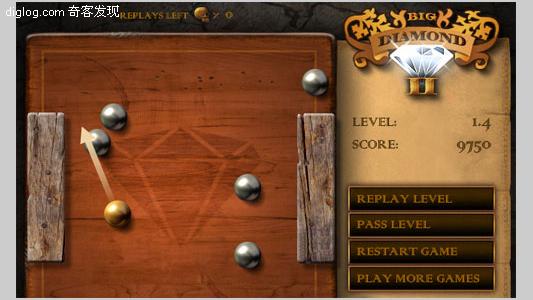 diglog.com 奇客发现
REPLAYS LEFT x 0
BIG
DIAMOND
II
LEVEL: 1.4
SCORE: 9750
REPLAY LEVEL
PASS LEVEL
RESTART GAME
PLAY MORE GAMES